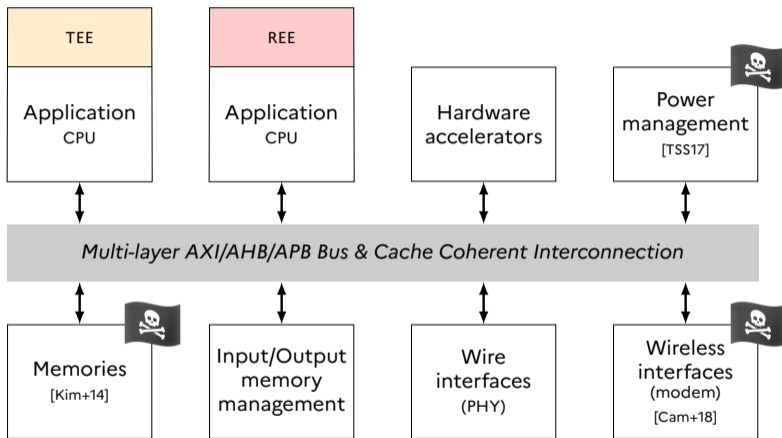 TEE
REE
Application
CPU
Application
CPU
Hardware
accelerators
Power
management
[TSS17]
Multi-layer AXI/AHB/APB Bus & Cache Coherent Interconnection
Memories
[Kim+14]
Input/Output
memory
management
Wire
interfaces
(PHY)
Wireless
interfaces
(modem)
[Cam+18]